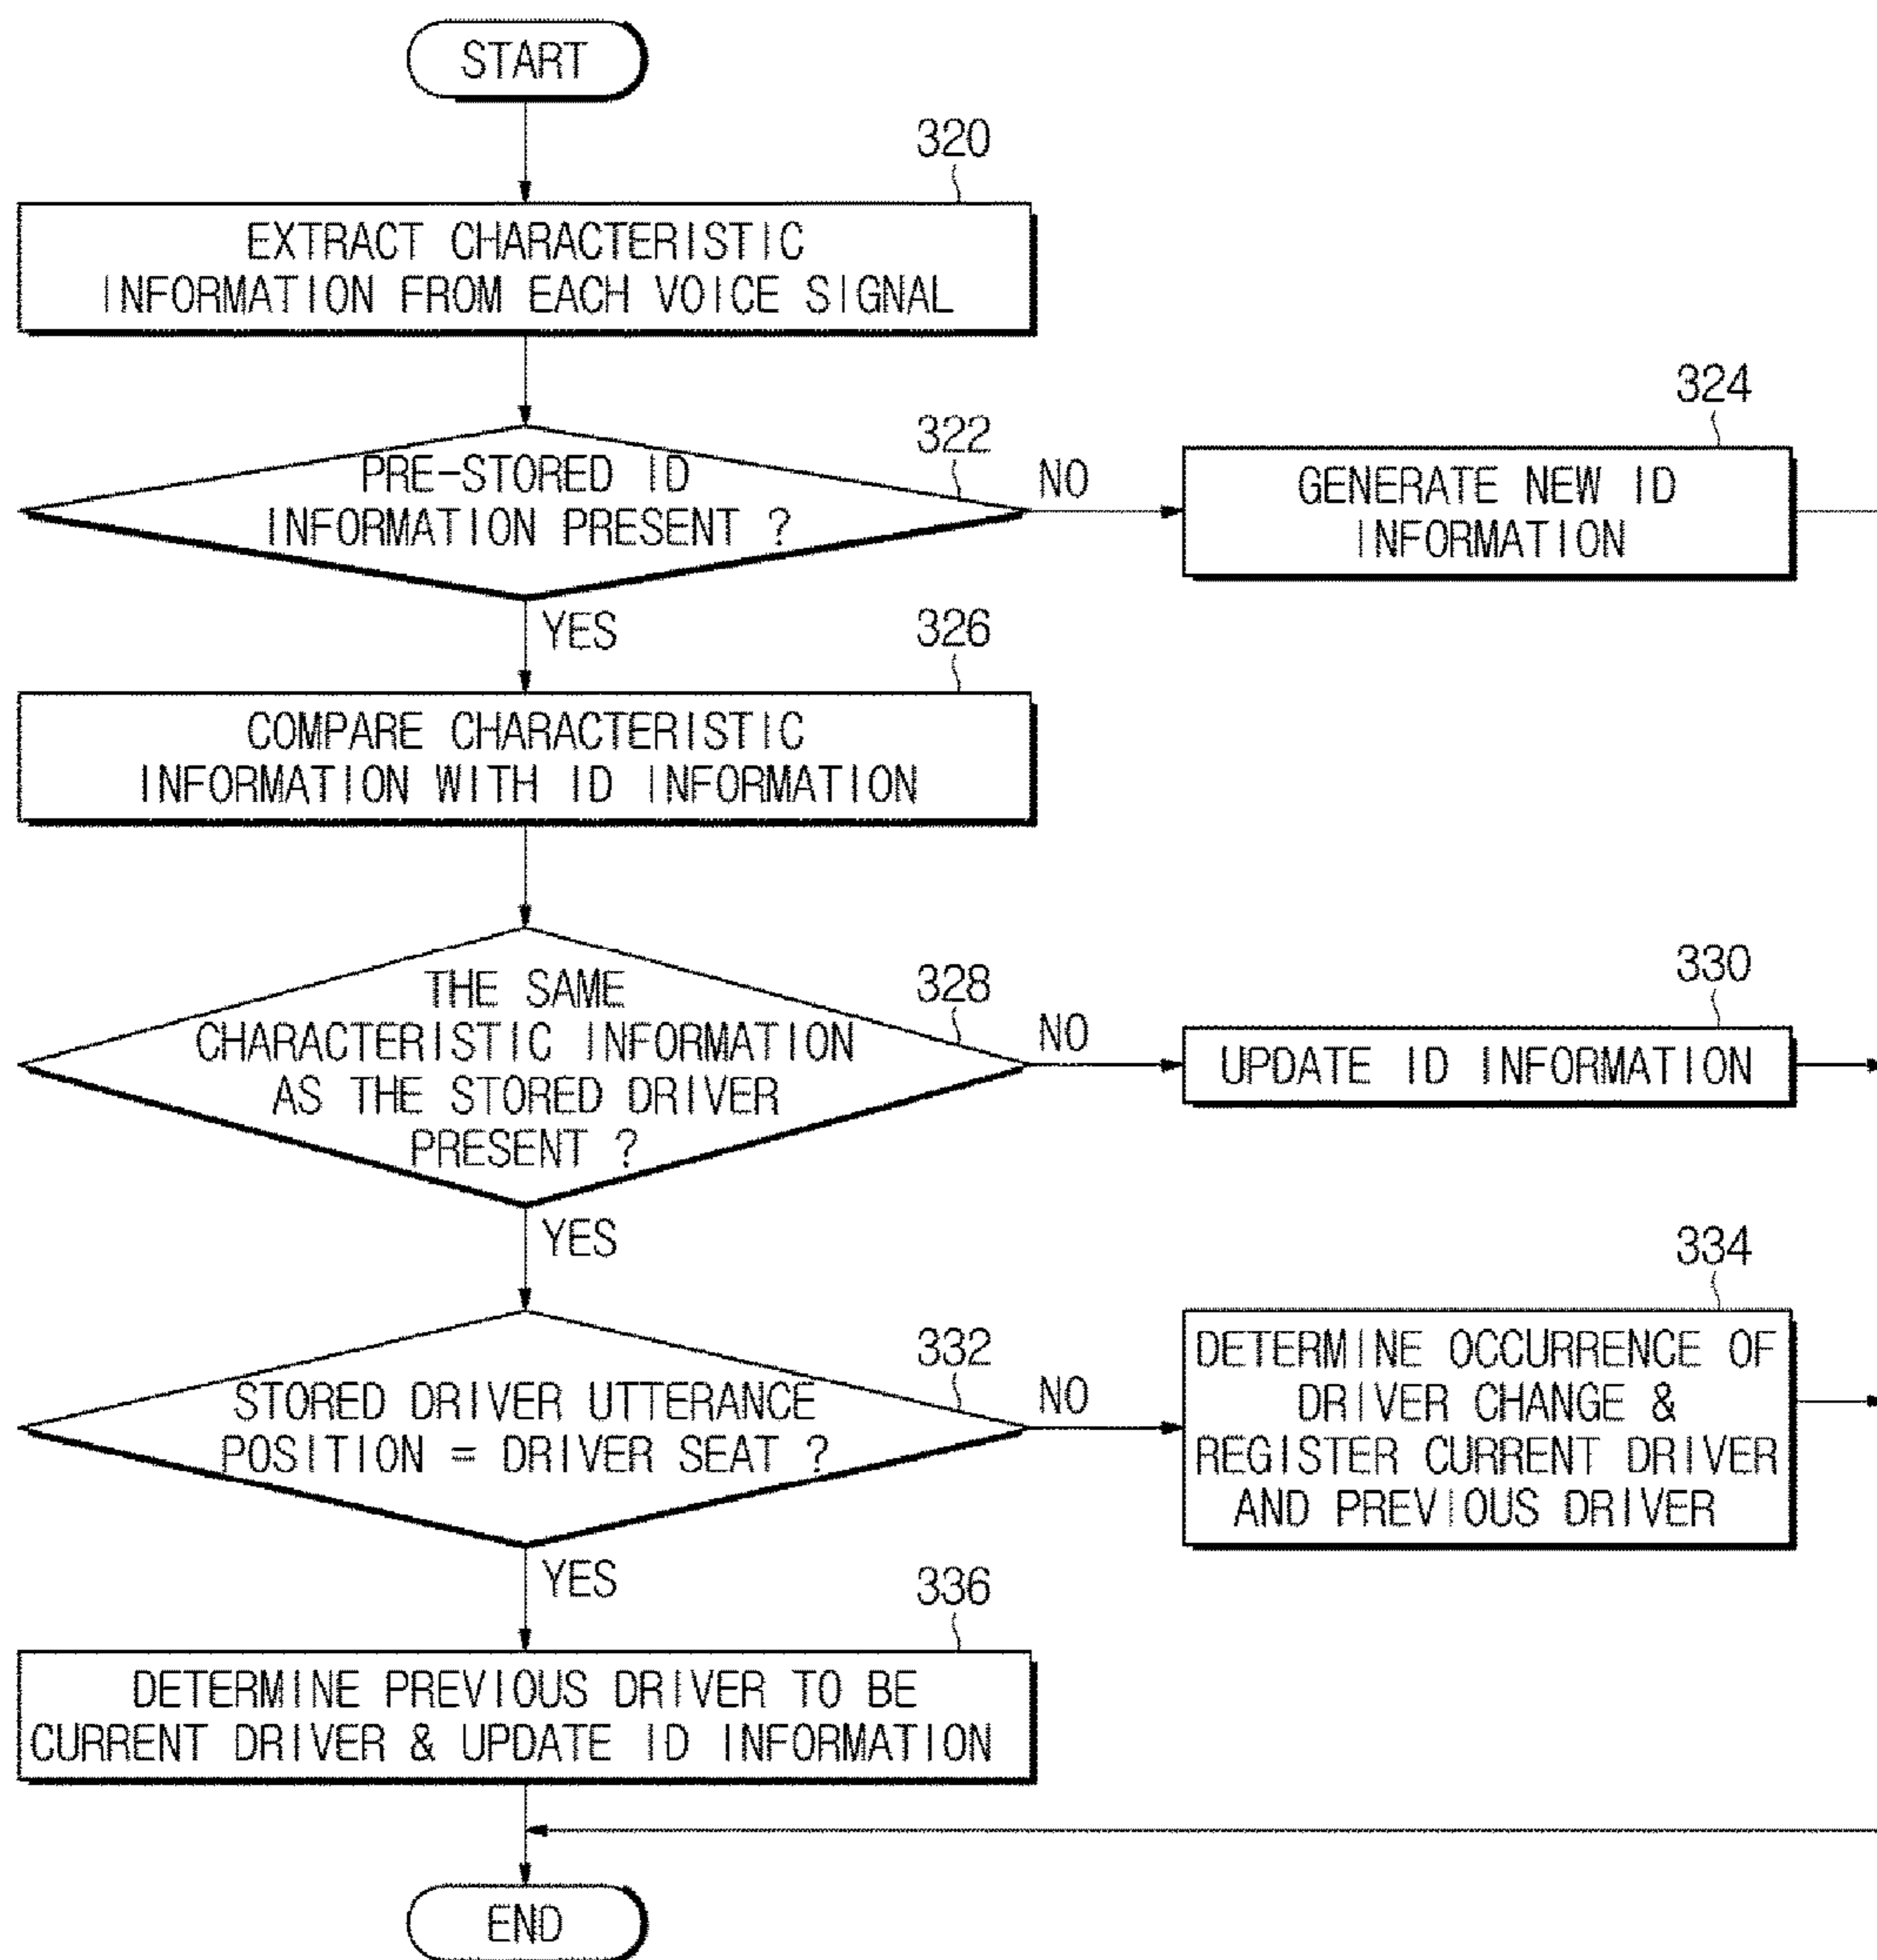 START
320
EXTRACT CHARACTERISTIC
INFORMATION FROM EACH VOICE SIGNAL
322
PRE-STORED ID
INFORMATION PRESENT ?
NO
324
GENERATE NEW ID
INFORMATION
YES
326
COMPARE CHARACTERISTIC
INFORMATION WITH ID INFORMATION
328
THE SAME
CHARACTERISTIC INFORMATION
AS THE STORED DRIVER
PRESENT ?
NO
330
UPDATE ID INFORMATION
YES
332
STORED DRIVER UTTERANCE
POSITION = DRIVER SEAT ?
NO
334
DETERMINE OCCURRENCE OF
DRIVER CHANGE &
REGISTER CURRENT DRIVER
AND PREVIOUS DRIVER
YES
336
DETERMINE PREVIOUS DRIVER TO BE
CURRENT DRIVER & UPDATE ID INFORMATION
END